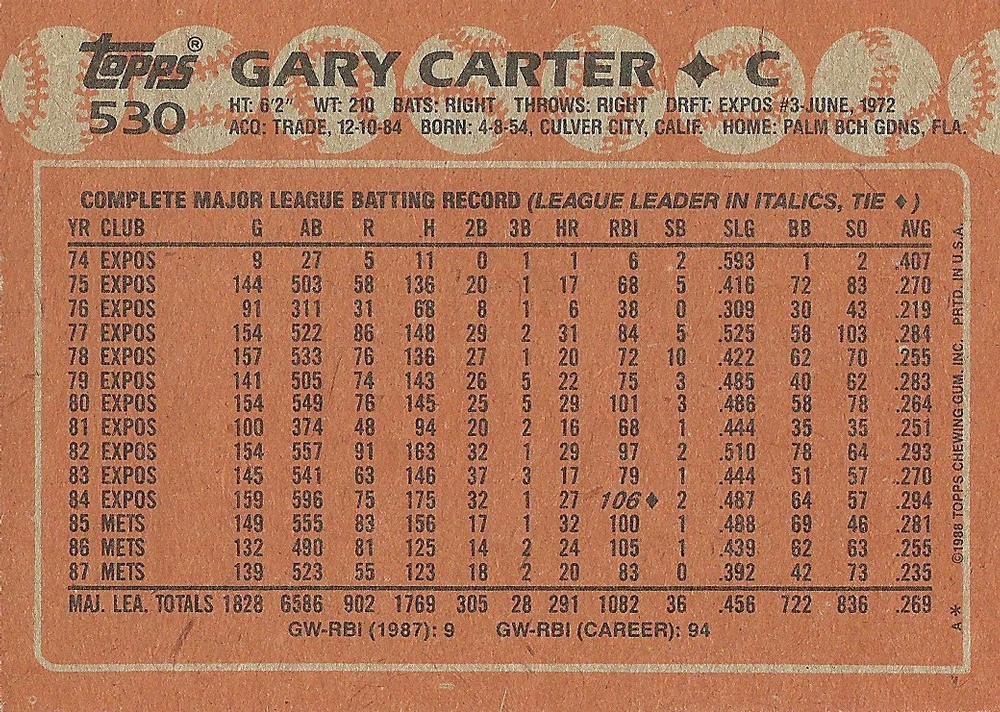 Topps® GARY CARTER ✦ C
530 HT: 6'2" WT: 210 BATS: RIGHT THROWS: RIGHT DRFT: EXPOS #3-JUNE, 1972
ACQ: TRADE, 12-10-84 BORN: 4-8-54, CULVER CITY, CALIF. HOME: PALM BCH GDNS, FLA.
COMPLETE MAJOR LEAGUE BATTING RECORD (LEAGUE LEADER IN ITALICS, TIE ♦)
YR CLUB G AB R H 2B 3B HR RBI SB SLG BB SO AVG
74 EXPOS 9 27 5 11 0 1 1 6 2 .593 1 2 .407
75 EXPOS 144 503 58 136 20 1 17 68 5 .416 72 83 .270
76 EXPOS 91 311 31 68 8 1 6 38 0 .309 30 43 .219
77 EXPOS 154 522 86 148 29 2 31 84 5 .525 58 103 .284
78 EXPOS 157 533 76 136 27 1 20 72 10 .422 62 70 .255
79 EXPOS 141 505 74 143 26 5 22 75 3 .485 40 62 .283
80 EXPOS 154 549 76 145 25 5 29 101 3 .486 58 78 .264
81 EXPOS 100 374 48 94 20 2 16 68 1 .444 35 35 .251
82 EXPOS 154 557 91 163 32 1 29 97 2 .510 78 64 .293
83 EXPOS 145 541 63 146 37 3 17 79 1 .444 51 57 .270
84 EXPOS 159 596 75 175 32 1 27 106♦ 2 .487 64 57 .294
85 METS 149 555 83 156 17 1 32 100 1 .488 69 46 .281
86 METS 132 490 81 125 14 2 24 105 1 .439 62 63 .255
87 METS 139 523 55 123 18 2 20 83 0 .392 42 73 .235
MAJ. LEA. TOTALS 1828 6586 902 1769 305 28 291 1082 36 .456 722 836 .269
GW-RBI (1987): 9 GW-RBI (CAREER): 94
A * ©1988 TOPPS CHEWING GUM, INC. PRTD. IN U.S.A.